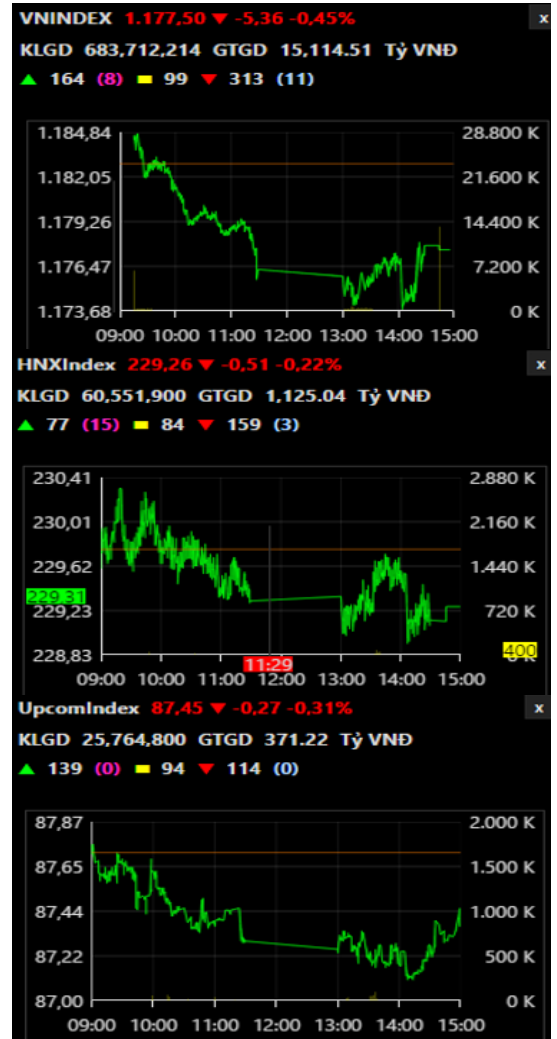 VNINDEX 1.177,50 ▼ -5,36 -0,45% x
KLGD 683,712,214 GTGD 15,114.51 Tỷ VNĐ
▲ 164 (8) ▬ 99 ▼ 313 (11)
1.184,84 28.800 K
1.182,05 21.600 K
1.179,26 14.400 K
1.176,47 7.200 K
1.173,68 0 K
09:00 10:00 11:00 12:00 13:00 14:00 15:00
HNXIndex 229,26 ▼ -0,51 -0,22% x
KLGD 60,551,900 GTGD 1,125.04 Tỷ VNĐ
▲ 77 (15) ▬ 84 ▼ 159 (3)
230,41 2.880 K
230,01 2.160 K
229,62 1.440 K
229.31
229,23 720 K
228,83 400 K
11:29
09:00 10:00 11:00 12:00 13:00 14:00 15:00
UpcomIndex 87,45 ▼ -0,27 -0,31% x
KLGD 25,764,800 GTGD 371.22 Tỷ VNĐ
▲ 139 (0) ▬ 94 ▼ 114 (0)
87,87 2.000 K
87,65 1.500 K
87,44 1.000 K
87,22 500 K
87,00 0 K
09:00 10:00 11:00 12:00 13:00 14:00 15:00